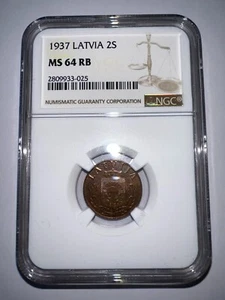 1937 LATVIA 2S
MS 64 RB
2809933-025
NUMISMATIC GUARANTY CORPORATION
NGC